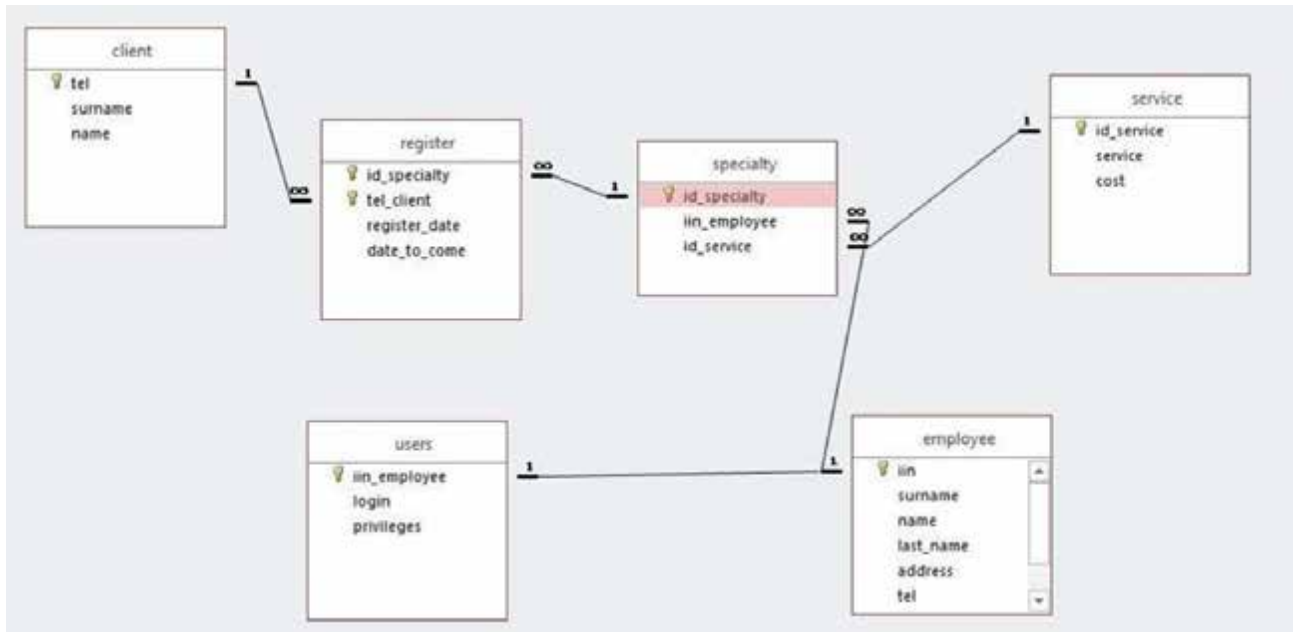 client
tel
surname
name
1
∞
register
id_specialty
tel_client
register_date
date_to_come
∞
1
specialty
id_specialty
iin_employee
id_service
∞
∞
1
service
id_service
service
cost
users
iin_employee
login
privileges
1
1
employee
iin
surname
name
last_name
address
tel